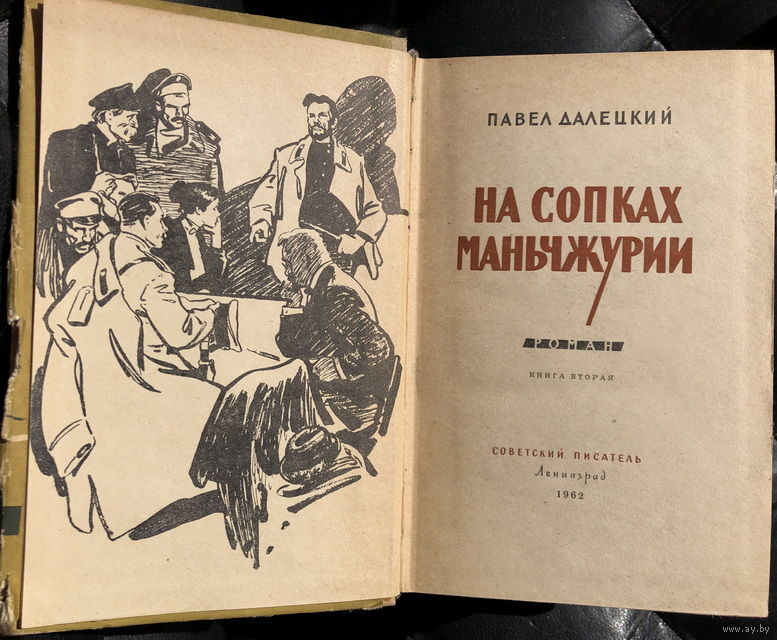 ПАВЕЛ ДАЛЕЦКИЙ
НА СОПКАХ
МАНЬЧЖУРИИ
РОМАН
КНИГА ВТОРАЯ
СОВЕТСКИЙ ПИСАТЕЛЬ
Ленинград
1962
www.ay.by